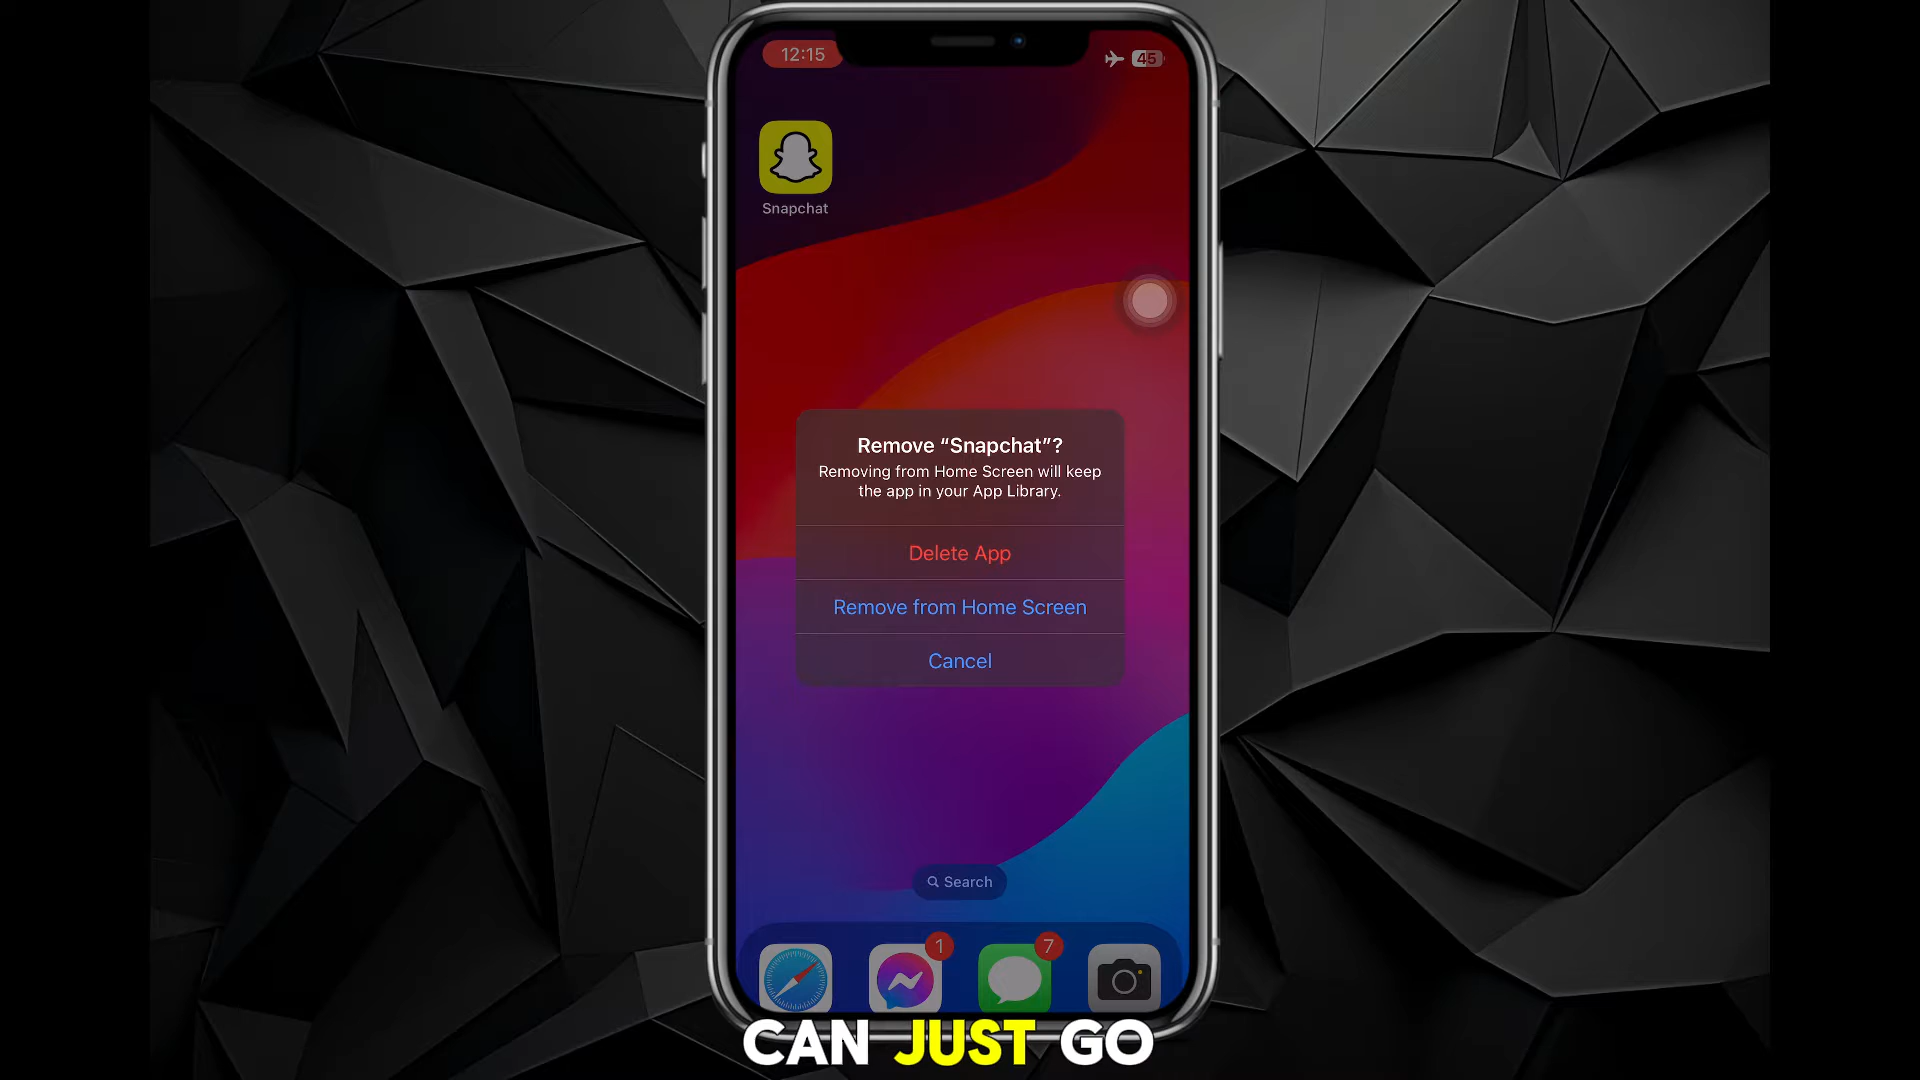 12:15
45
Snapchat
Remove “Snapchat”?
Removing from Home Screen will keep
the app in your App Library.
Delete App
Remove from Home Screen
Cancel
Search
1
7
CAN JUST GO